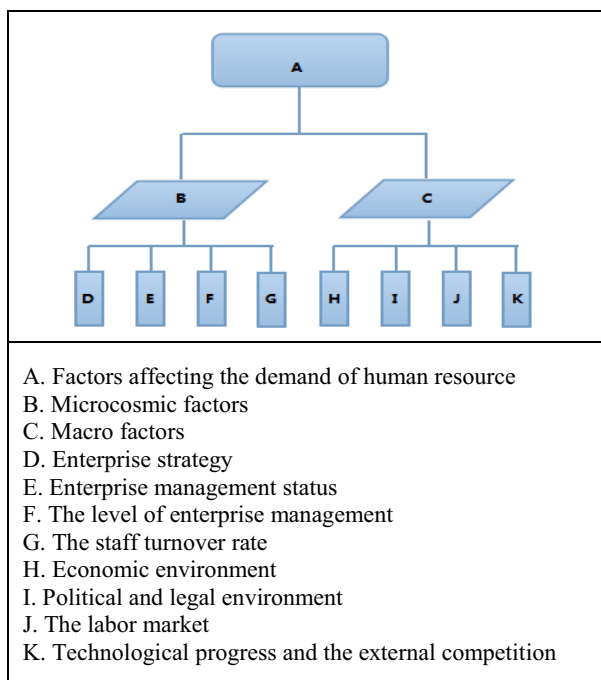 A
B
C
D
E
F
G
H
I
J
K
A. Factors affecting the demand of human resource
B. Microcosmic factors
C. Macro factors
D. Enterprise strategy
E. Enterprise management status
F. The level of enterprise management
G. The staff turnover rate
H. Economic environment
I. Political and legal environment
J. The labor market
K. Technological progress and the external competition